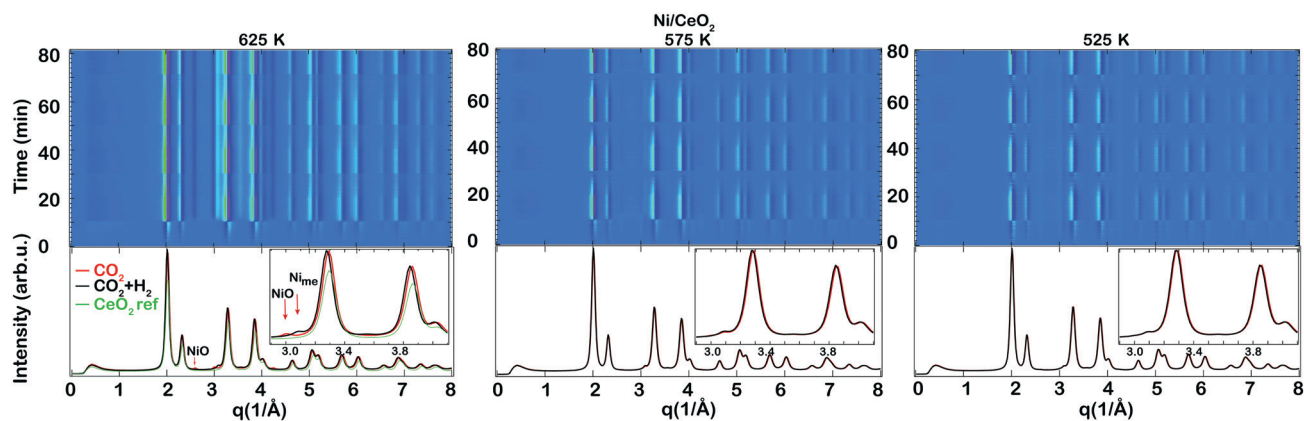 Ni/CeO2
625 K
575 K
525 K
Time (min)
80
60
40
20
0
80
60
40
20
0
80
60
40
20
0
Intensity (arb.u.)
CO2
CO2+H2
CeO2 ref
NiO
NiO
Nime
3.0
3.4
3.8
3.0
3.4
3.8
3.0
3.4
3.8
0 1 2 3 4 5 6 7 8
0 1 2 3 4 5 6 7 8
0 1 2 3 4 5 6 7 8
q(1/Å)
q(1/Å)
q(1/Å)